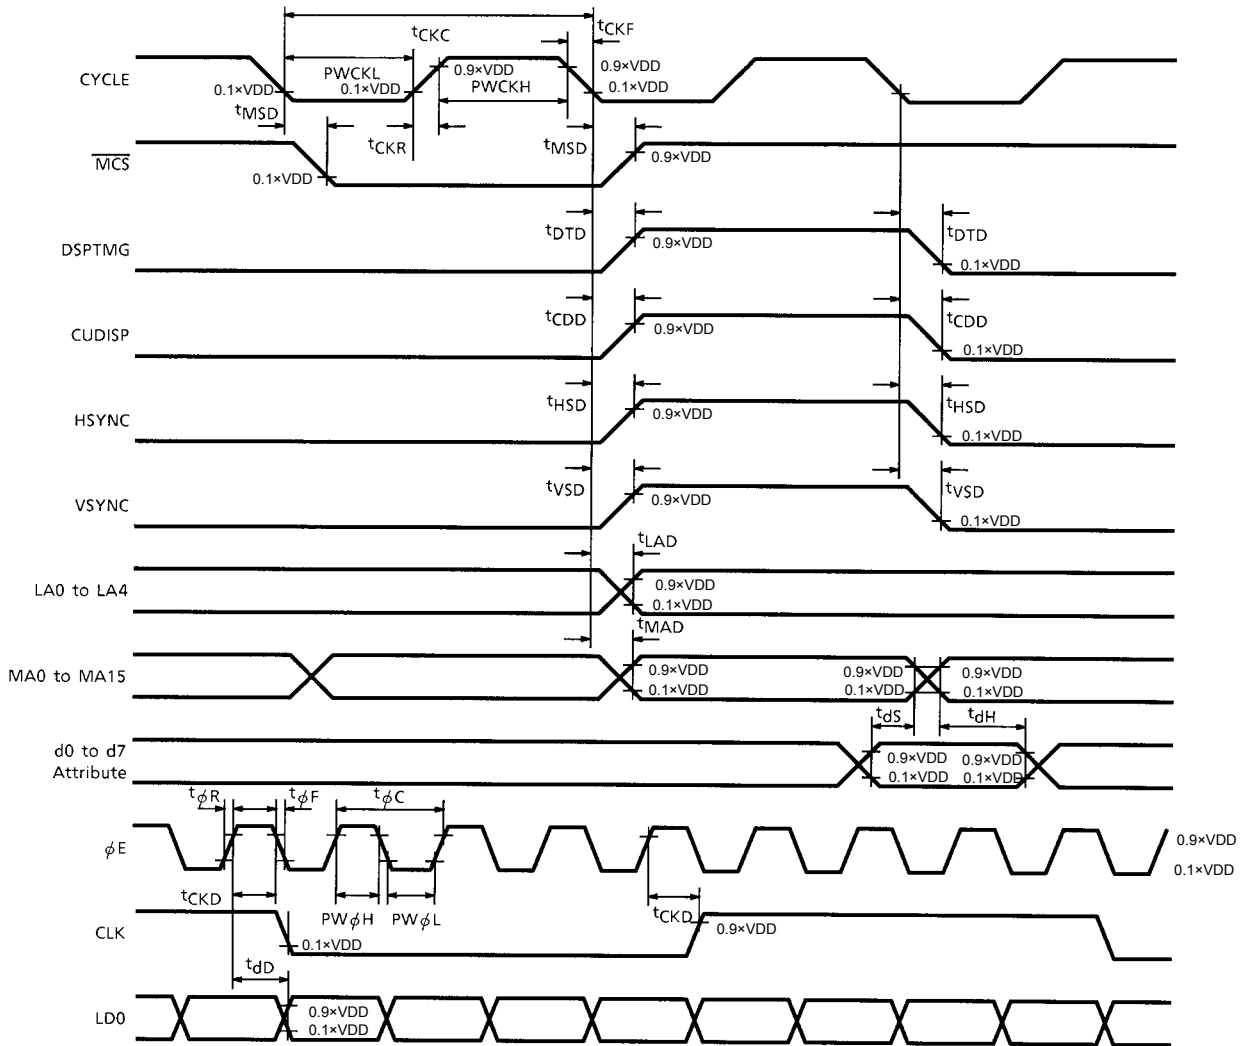 tCKC
tCKF
CYCLE
PWCKL
0.9×VDD
0.9×VDD
0.1×VDD
0.1×VDD
PWCKH
0.1×VDD
tMSD
tCKR
tMSD
MCS
0.1×VDD
0.9×VDD
DSPTMG
tDTD
0.9×VDD
tDTD
0.1×VDD
CUDISP
tCDD
0.9×VDD
tCDD
0.1×VDD
HSYNC
tHSD
0.9×VDD
tHSD
0.1×VDD
VSYNC
tVSD
0.9×VDD
tVSD
0.1×VDD
tLAD
LA0 to LA4
0.9×VDD
0.1×VDD
tMAD
MA0 to MA15
0.9×VDD
0.9×VDD
0.9×VDD
0.1×VDD
0.1×VDD
0.1×VDD
tdS
tdH
d0 to d7
Attribute
0.9×VDD
0.9×VDD
0.1×VDD
0.1×VDD
tφR
tφF
tφC
φE
0.9×VDD
0.1×VDD
tCKD
PWφH
PWφL
tCKD
CLK
0.1×VDD
0.9×VDD
tdD
LD0
0.9×VDD
0.1×VDD